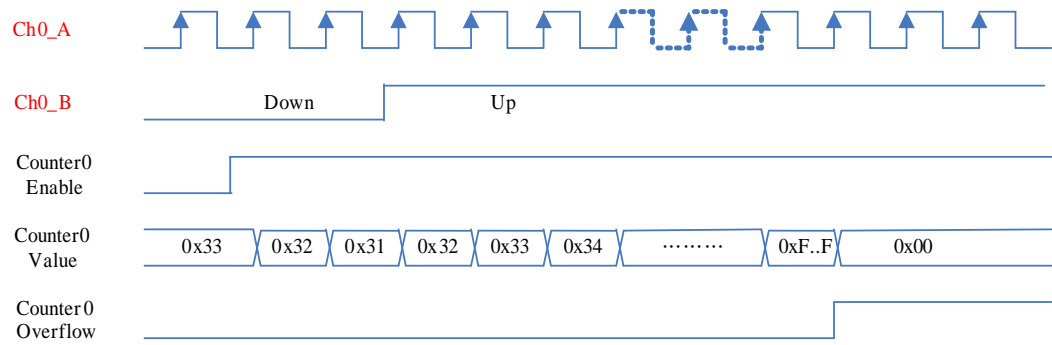 Ch0_A
Ch0_B
Down
Up
Counter0
Enable
Counter0
Value
0x33 0x32 0x31 0x32 0x33 0x34 ⋯⋯⋯ 0xF..F 0x00
Counter0
Overflow